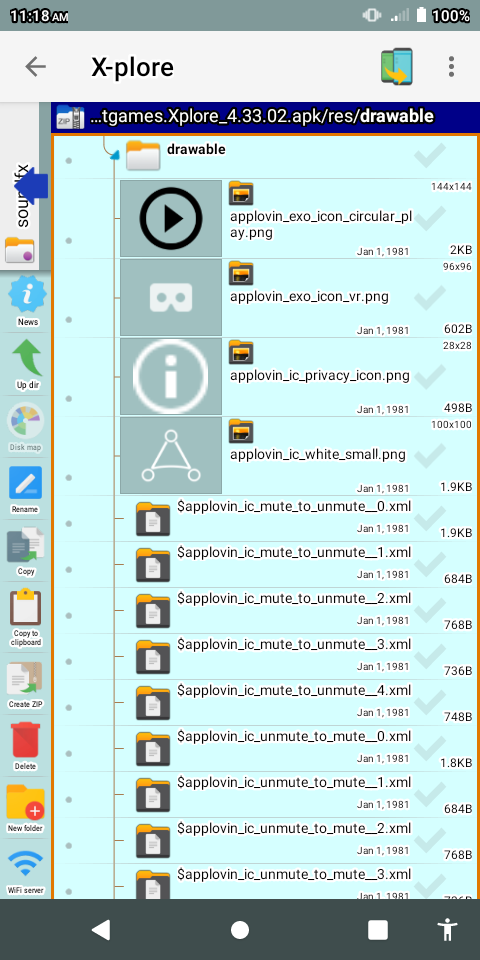 11:18 AM
100%
X-plore
ZIP
...tgames.Xplore_4.33.02.apk/res/drawable
drawable
144x144
applovin_exo_icon_circular_pl
ay.png
Jan 1, 1981
2KB
96x96
applovin_exo_icon_vr.png
Jan 1, 1981
602B
28x28
applovin_ic_privacy_icon.png
Jan 1, 1981
498B
100x100
applovin_ic_white_small.png
Jan 1, 1981
1.9KB
$applovin_ic_mute_to_unmute__0.xml
Jan 1, 1981
1.9KB
$applovin_ic_mute_to_unmute__1.xml
Jan 1, 1981
684B
$applovin_ic_mute_to_unmute__2.xml
Jan 1, 1981
768B
$applovin_ic_mute_to_unmute__3.xml
Jan 1, 1981
736B
$applovin_ic_mute_to_unmute__4.xml
Jan 1, 1981
748B
$applovin_ic_unmute_to_mute__0.xml
Jan 1, 1981
1.8KB
$applovin_ic_unmute_to_mute__1.xml
Jan 1, 1981
684B
$applovin_ic_unmute_to_mute__2.xml
Jan 1, 1981
768B
$applovin_ic_unmute_to_mute__3.xml
Jan 1, 1981
News
Up dir
Disk map
Rename
Copy
Copy to
clipboard
Create ZIP
Delete
New folder
WiFi server